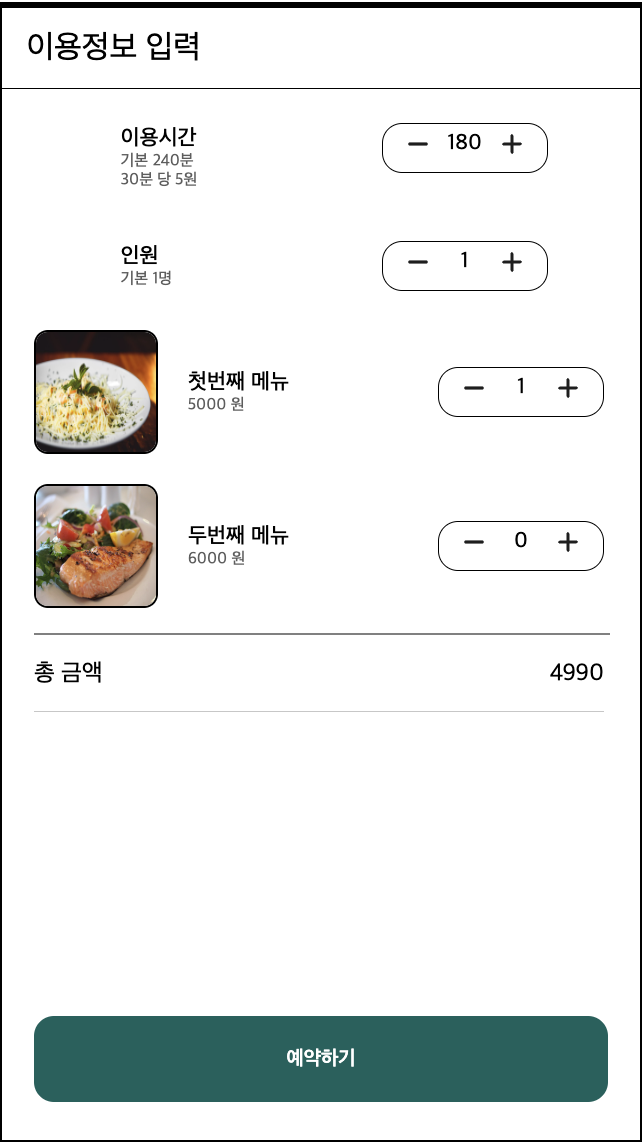 이용정보 입력
이용시간
기본 240분
30분 당 5원
180
인원
기본 1명
1
첫번째 메뉴
5000 원
1
두번째 메뉴
6000 원
0
총 금액
4990
예약하기